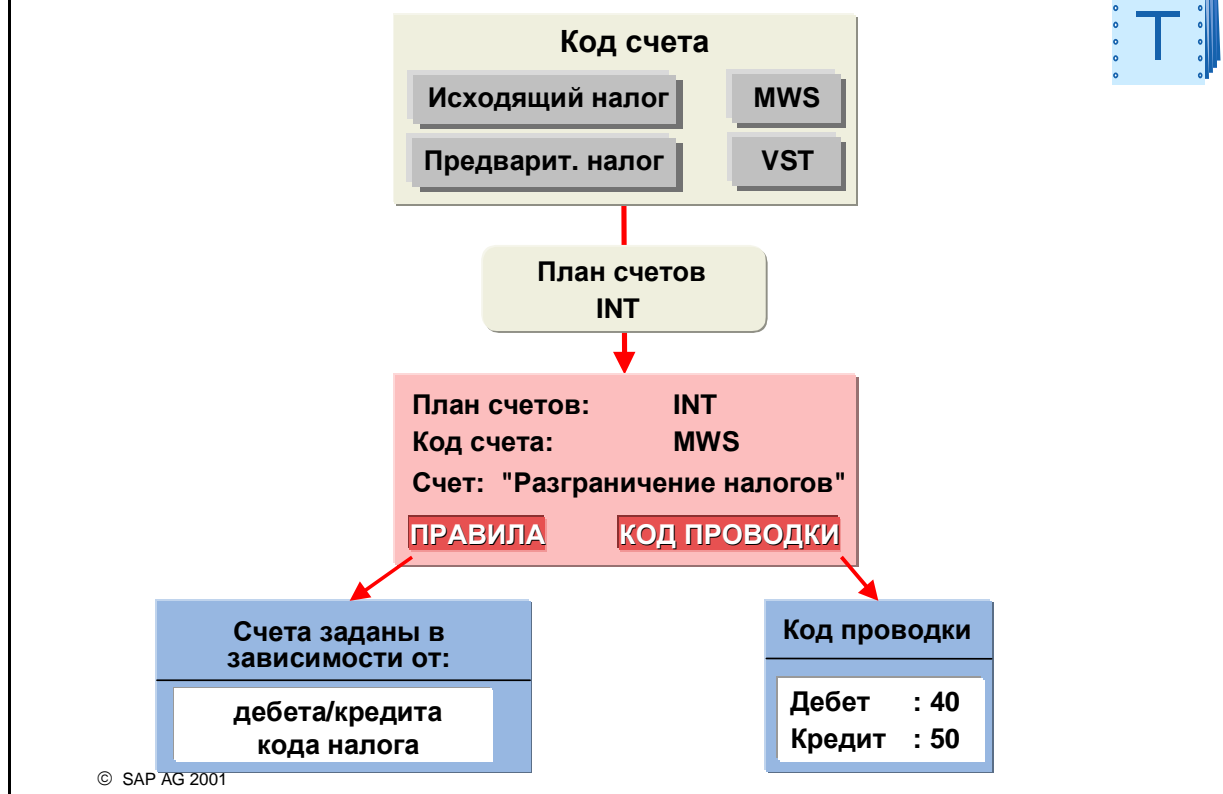 T
Код счета
Исходящий налог MWS
Предварит. налог VST
План счетов
INT
План счетов: INT
Код счета: MWS
Счет: "Разграничение налогов"
ПРАВИЛА КОД ПРОВОДКИ
Счета заданы в
зависимости от:
дебета/кредита
кода налога
Код проводки
Дебет : 40
Кредит : 50
© SAP AG 2001